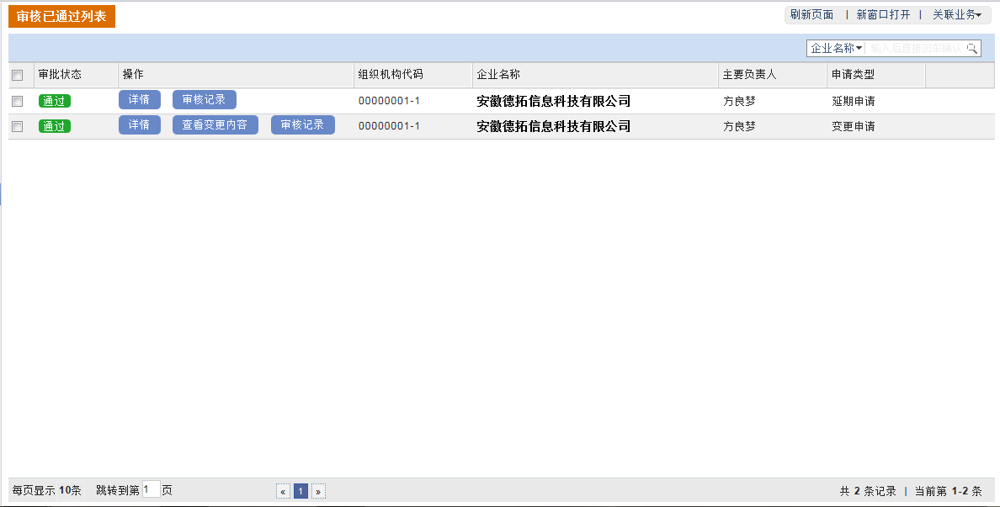 审核已通过列表
刷新页面 | 新窗口打开 | 关联业务
企业名称 输入后直接回车确认
审批状态 操作 组织机构代码 企业名称 主要负责人 申请类型
通过 详情 审核记录 00000001-1 安徽德拓信息科技有限公司 方良梦 延期申请
通过 详情 查看变更内容 审核记录 00000001-1 安徽德拓信息科技有限公司 方良梦 变更申请
每页显示 10条 跳转到第 1 页 « 1 » 共 2 条记录 | 当前第 1-2 条